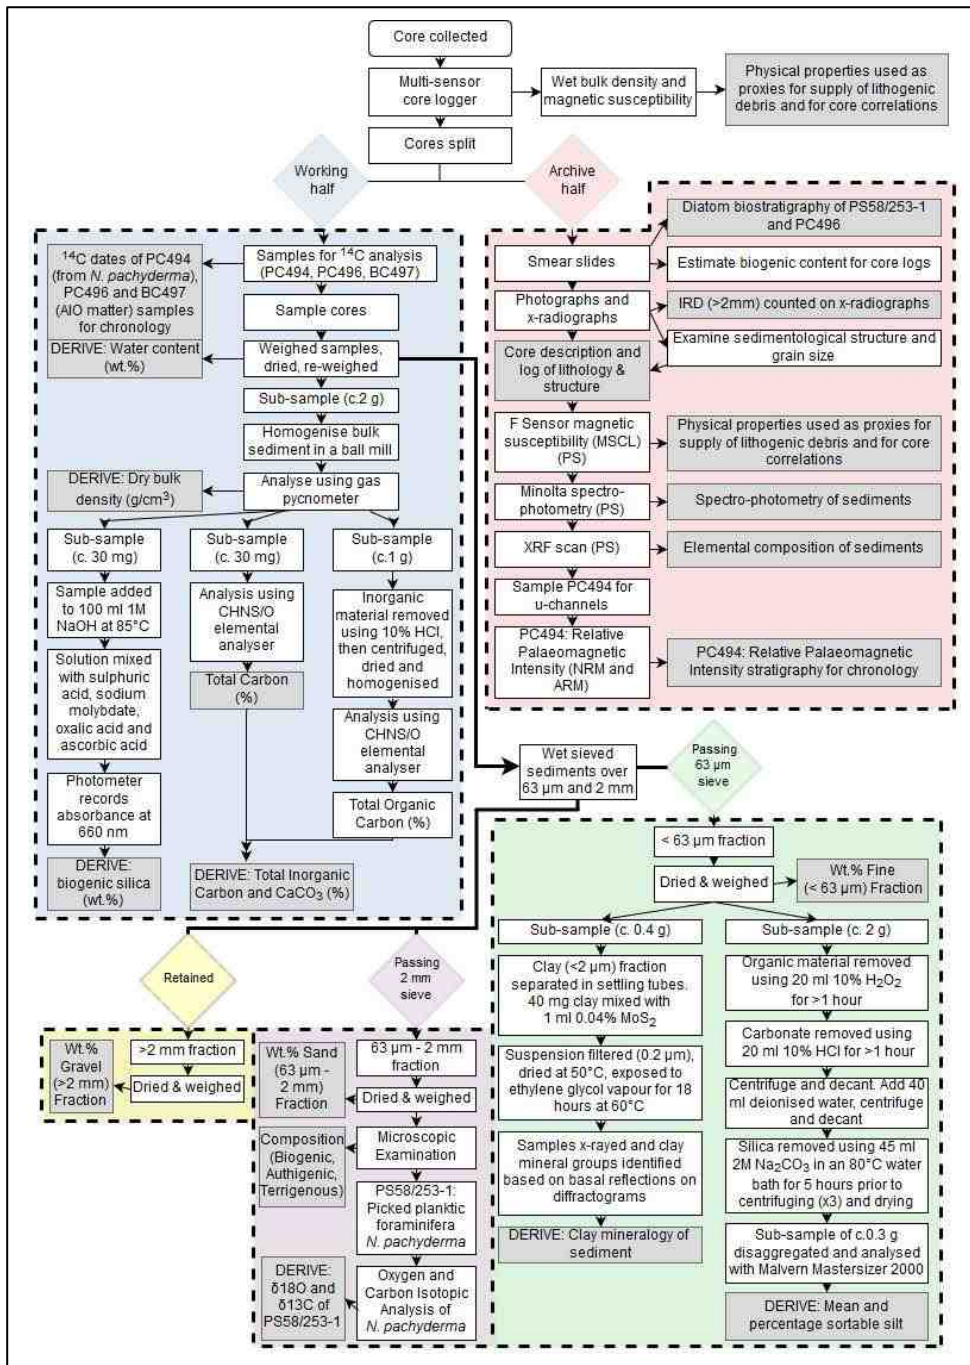 Core collected
Multi-sensor
core logger
Wet bulk density and
magnetic susceptibility
Physical properties used as
proxies for supply of lithogenic
debris and for core correlations
Cores split
Working
half
Archive
half
¹⁴C dates of PC494
(from N. pachyderma),
PC496 and BC497
(AIO matter) samples
for chronology
Samples for ¹⁴C analysis
(PC494, PC496, BC497)
Sample cores
DERIVE: Water content
(wt.%)
Weighed samples,
dried, re-weighed
Sub-sample (c.2 g)
Homogenise bulk
sediment in a ball mill
DERIVE: Dry bulk
density (g/cm³)
Analyse using gas
pycnometer
Sub-sample
(c. 30 mg)
Sample added
to 100 ml 1M
NaOH at 85°C
Solution mixed
with sulphuric
acid, sodium
molybdate,
oxalic acid and
ascorbic acid
Photometer
records
absorbance at
660 nm
DERIVE:
biogenic silica
(wt.%)
Sub-sample
(c. 30 mg)
Analysis using
CHNS/O
elemental
analyser
Total Carbon
(%)
Sub-sample
(c.1 g)
Inorganic
material removed
using 10% HCl,
then centrifuged,
dried and
homogenised
Analysis using
CHNS/O
elemental
analyser
Total Organic
Carbon (%)
DERIVE: Total Inorganic
Carbon and CaCO₃ (%)
Smear slides
Diatom biostratigraphy of PS58/253-1
and PC496
Estimate biogenic content for core logs
Photographs and
x-radiographs
IRD (>2mm) counted on x-radiographs
Examine sedimentological structure and
grain size
Core description and
log of lithology &
structure
F Sensor magnetic
susceptibility (MSCL)
(PS)
Physical properties used as proxies for
supply of lithogenic debris and for core
correlations
Minolta spectro-
photometry (PS)
Spectro-photometry of sediments
XRF scan (PS)
Elemental composition of sediments
Sample PC494 for
u-channels
PC494: Relative
Palaeomagnetic
Intensity (NRM and
ARM)
PC494: Relative Palaeomagnetic
Intensity stratigraphy for chronology
Wet sieved
sediments over
63 µm and 2 mm
Passing
63 µm
sieve
< 63 µm fraction
Dried & weighed
Wt.% Fine
(< 63 µm) Fraction
Sub-sample (c. 0.4 g)
Clay (<2 µm) fraction
separated in settling tubes.
40 mg clay mixed with
1 ml 0.04% MoS₂
Suspension filtered (0.2 µm),
dried at 50°C, exposed to
ethylene glycol vapour for 18
hours at 60°C
Samples x-rayed and clay
mineral groups identified
based on basal reflections on
diffractograms
DERIVE: Clay mineralogy of
sediment
Sub-sample (c. 2 g)
Organic material removed
using 20 ml 10% H₂O₂
for >1 hour
Carbonate removed using
20 ml 10% HCl for >1 hour
Centrifuge and decant. Add 40
ml deionised water, centrifuge
and decant
Silica removed using 45 ml
2M Na₂CO₃ in an 80°C water
bath for 5 hours prior to
centrifuging (x3) and drying
Sub-sample of c.0.3 g
disaggregated and analysed
with Malvern Mastersizer 2000
DERIVE: Mean and
percentage sortable silt
Retained
Wt.%
Gravel
(>2 mm)
Fraction
>2 mm fraction
Dried & weighed
Passing
2 mm
sieve
Wt.% Sand
(63 µm -
2 mm)
Fraction
63 µm - 2 mm
fraction
Dried & weighed
Composition
(Biogenic,
Authigenic,
Terrigenous)
Microscopic
Examination
PS58/253-1:
Picked planktic
foraminifera
N. pachyderma
DERIVE:
δ18O and
δ13C of
PS58/253-1
Oxygen and
Carbon Isotopic
Analysis of
N. pachyderma